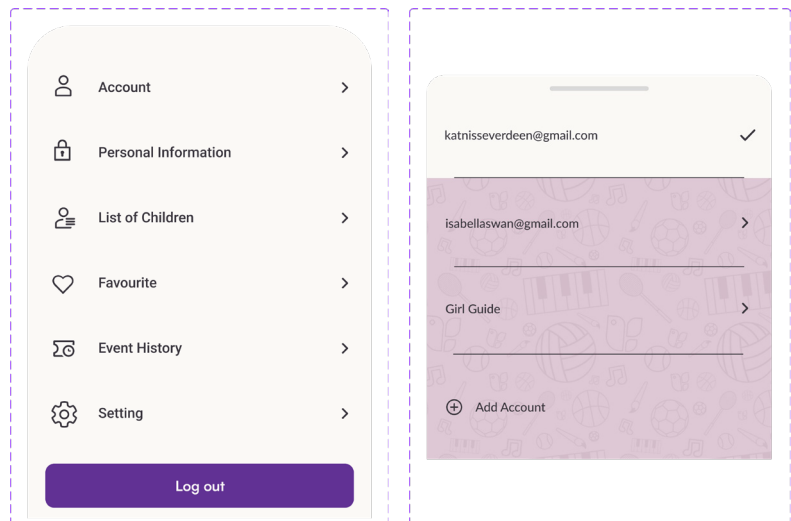 Account
Personal Information
List of Children
Favourite
Event History
Setting
Log out
katnisseverdeen@gmail.com
isabellaswan@gmail.com
Girl Guide
Add Account